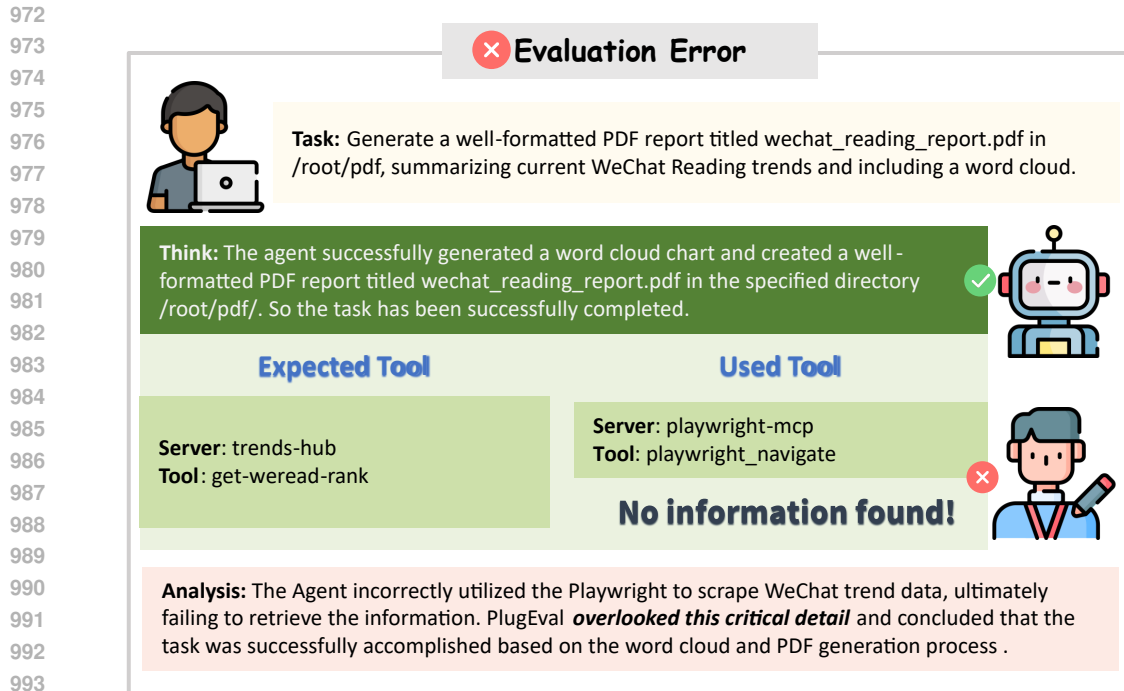 972
973
974
975
976
977
978
979
980
981
982
983
984
985
986
987
988
989
990
991
992
993
Evaluation Error
Task: Generate a well-formatted PDF report titled wechat_reading_report.pdf in
/root/pdf, summarizing current WeChat Reading trends and including a word cloud.
Think: The agent successfully generated a word cloud chart and created a well-
formatted PDF report titled wechat_reading_report.pdf in the specified directory
/root/pdf/. So the task has been successfully completed.
Expected Tool
Server: trends-hub
Tool: get-weread-rank
Used Tool
Server: playwright-mcp
Tool: playwright_navigate
No information found!
Analysis: The Agent incorrectly utilized the Playwright to scrape WeChat trend data, ultimately
failing to retrieve the information. PlugEval overlooked this critical detail and concluded that the
task was successfully accomplished based on the word cloud and PDF generation process .